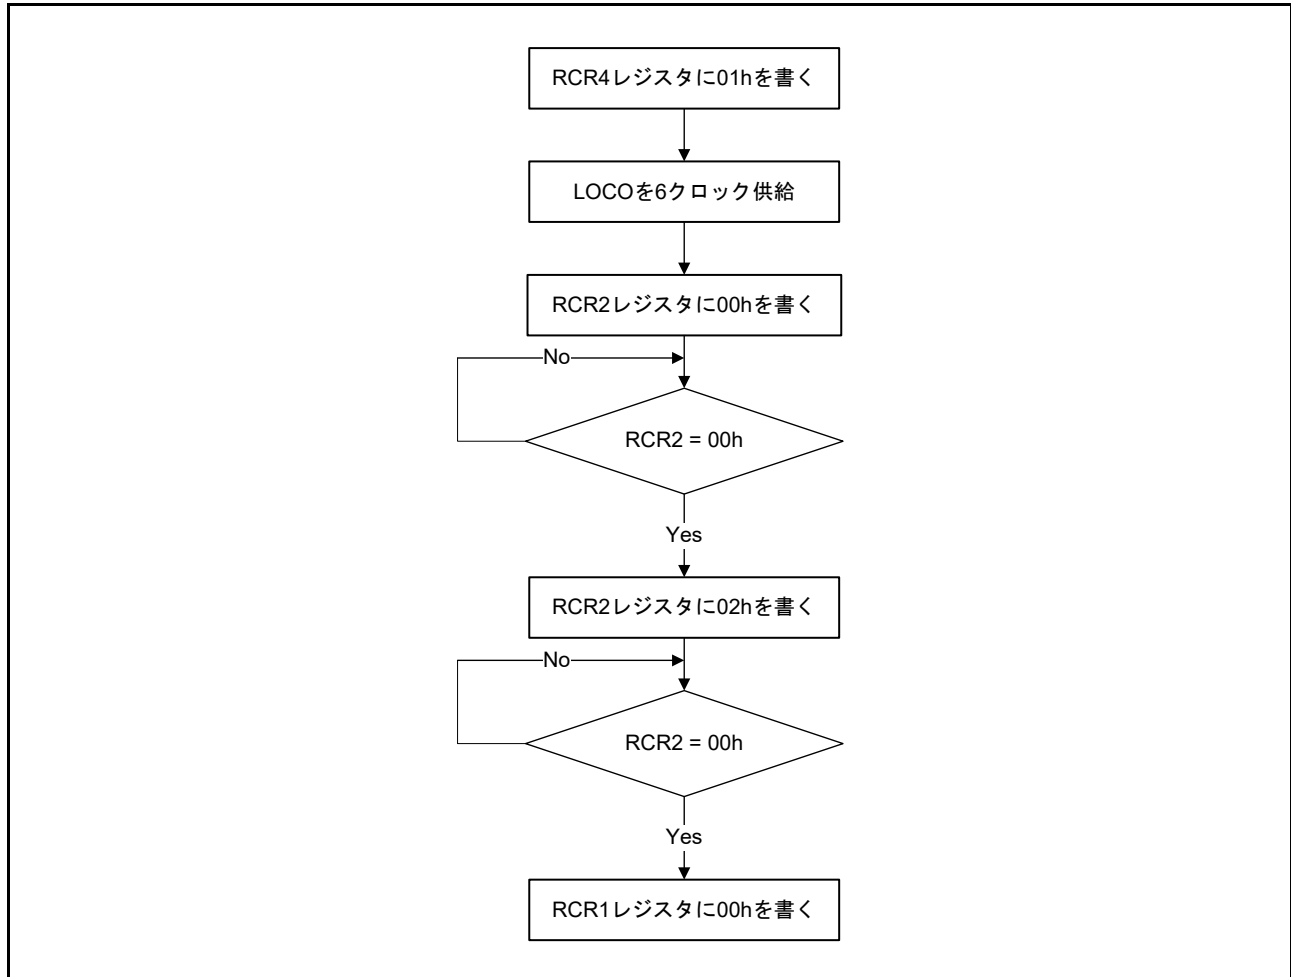 RCR4レジスタに01hを書く
LOCOを6クロック供給
RCR2レジスタに00hを書く
No
RCR2 = 00h
Yes
RCR2レジスタに02hを書く
No
RCR2 = 00h
Yes
RCR1レジスタに00hを書く